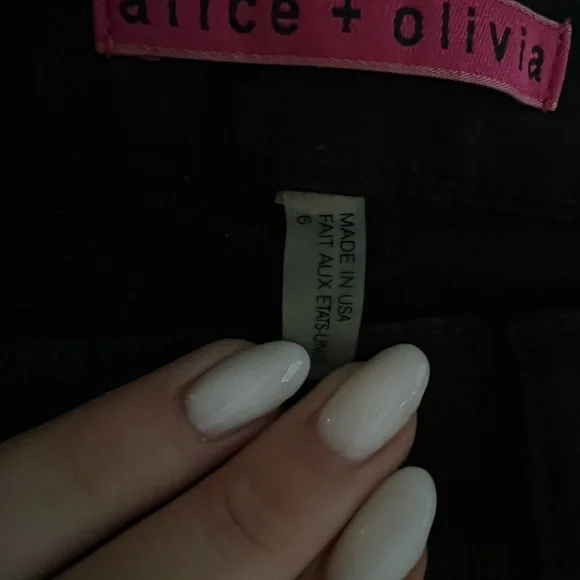 alice + olivia
MADE IN USA
FAIT AUX ETATS-UN
6